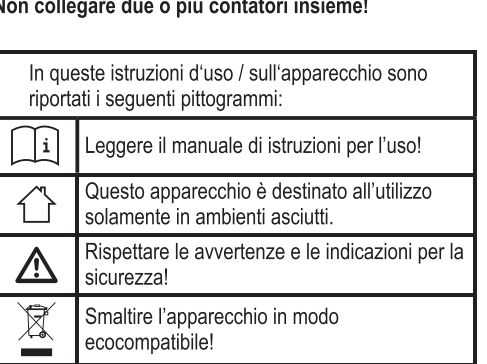 Non collegare due o più contatori insieme!
In queste istruzioni d‘uso / sull‘apparecchio sono
riportati i seguenti pittogrammi:
i
Leggere il manuale di istruzioni per l’uso!
Questo apparecchio è destinato all’utilizzo
solamente in ambienti asciutti.
Rispettare le avvertenze e le indicazioni per la
sicurezza!
Smaltire l’apparecchio in modo
ecocompatibile!